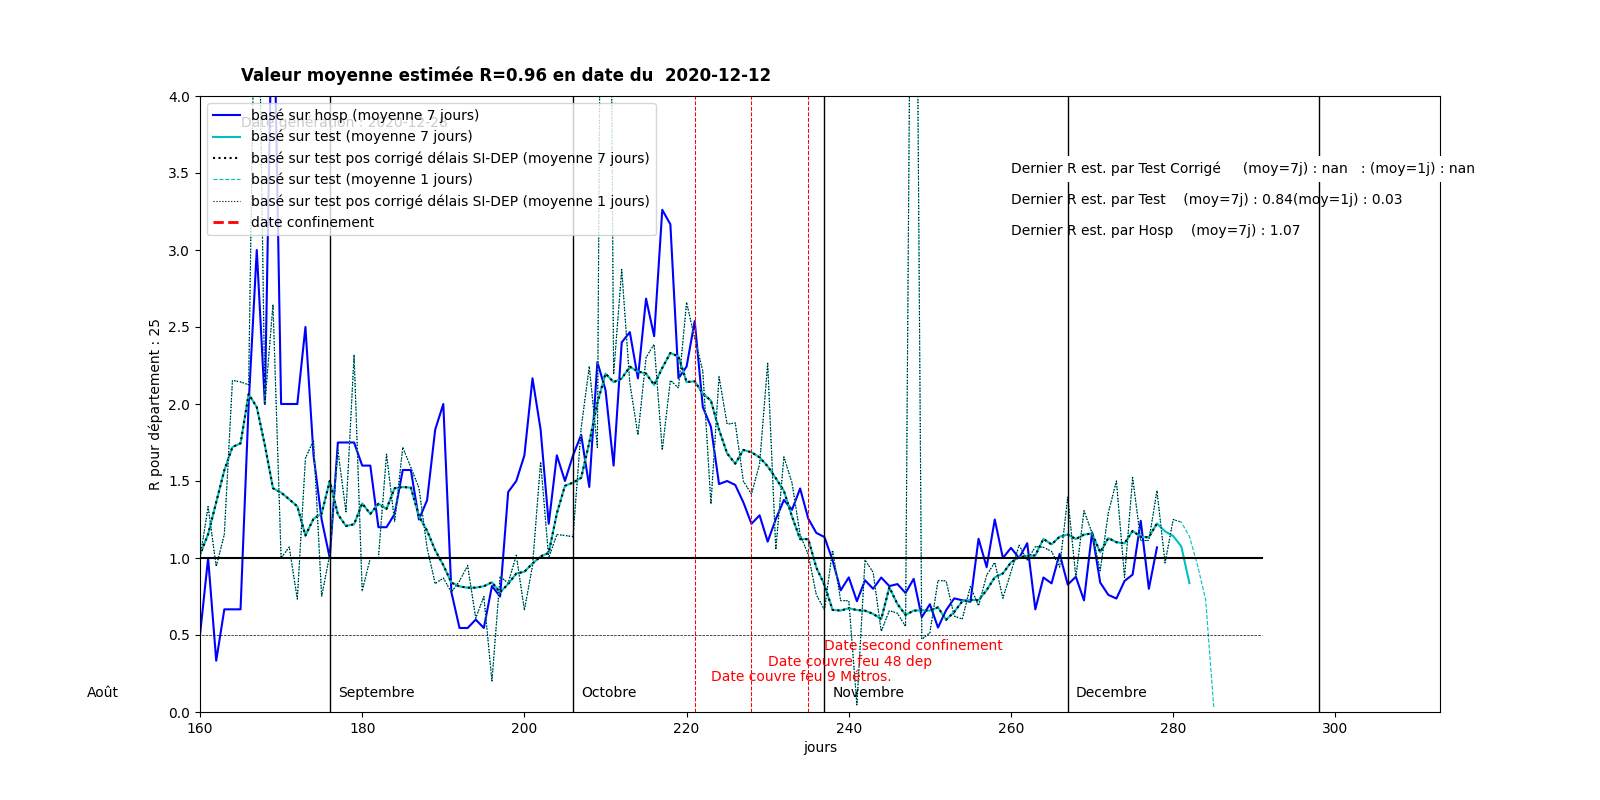 Valeur moyenne estimée R=0.96 en date du  2020-12-12
Date génération : 2020-12-28
basé sur hosp (moyenne 7 jours)
basé sur test (moyenne 7 jours)
basé sur test pos corrigé délais SI-DEP (moyenne 7 jours)
basé sur test (moyenne 1 jours)
basé sur test pos corrigé délais SI-DEP (moyenne 1 jours)
date confinement
Dernier R est. par Test Corrigé     (moy=7j) : nan   : (moy=1j) : nan
Dernier R est. par Test    (moy=7j) : 0.84(moy=1j) : 0.03
Dernier R est. par Hosp    (moy=7j) : 1.07
4.0
3.5
3.0
2.5
2.0
1.5
1.0
0.5
0.0
R pour département : 25
Date second confinement
Date couvre feu 48 dep
Date couvre feu 9 Métros.
Août
Septembre
Octobre
Novembre
Decembre
160
180
200
220
240
260
280
300
jours